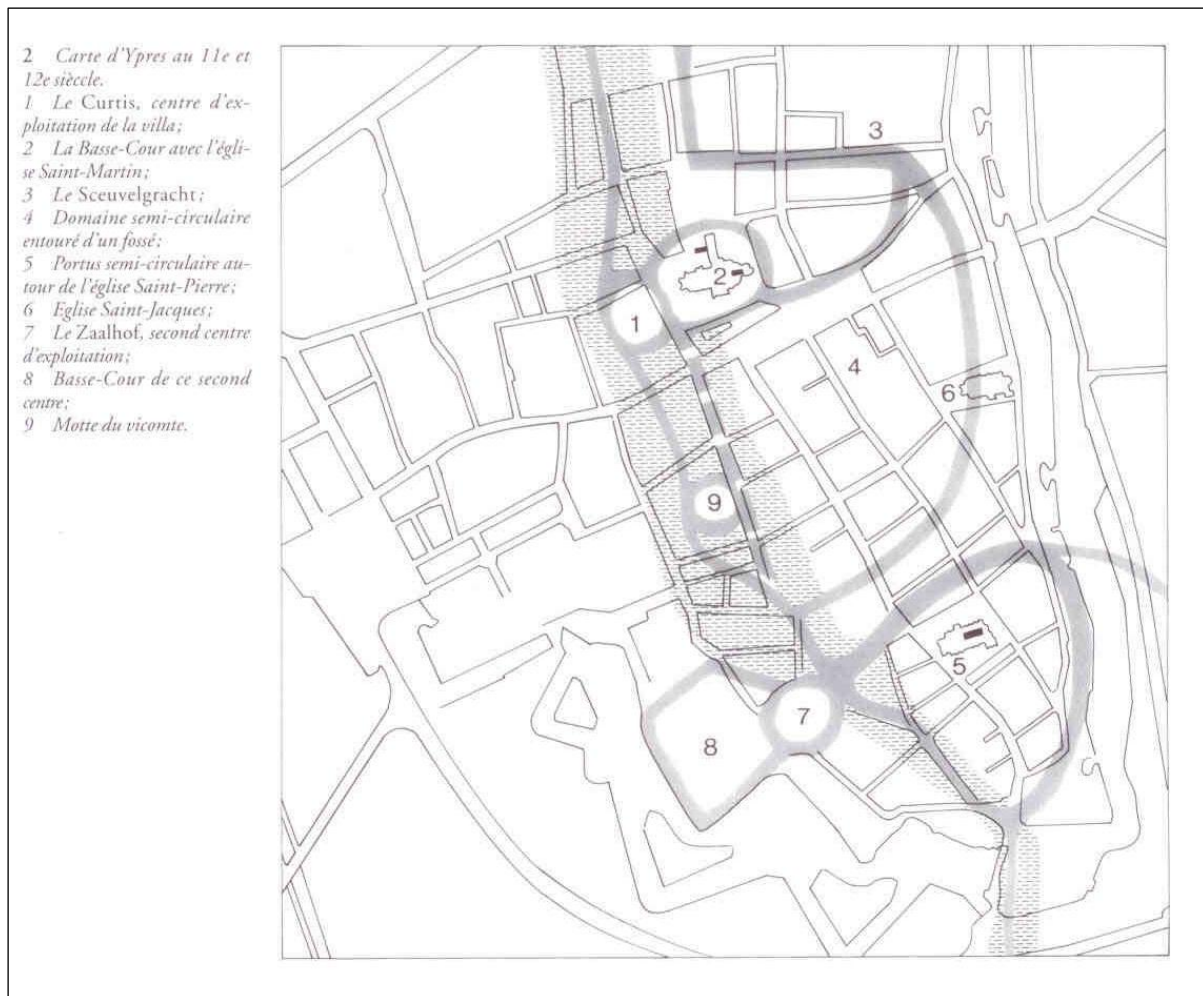 2 Carte d'Ypres au 11e et
12e sièccle.
1 Le Curtis, centre d'ex-
ploitation de la villa;
2 La Basse-Cour avec l'égli-
se Saint-Martin;
3 Le Sceuvelgracht;
4 Domaine semi-circulaire
entouré d'un fossé;
5 Portus semi-circulaire au-
tour de l'église Saint-Pierre;
6 Eglise Saint-Jacques;
7 Le Zaalhof, second centre
d'exploitation;
8 Basse-Cour de ce second
centre;
9 Motte du vicomte.
3
2
1
4
6
9
5
7
8